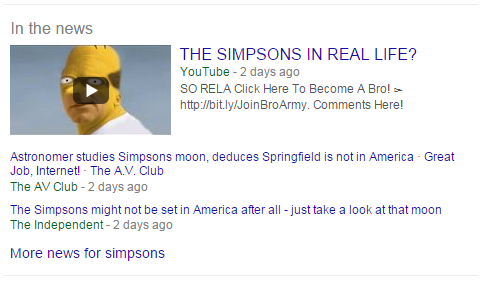 In the news
THE SIMPSONS IN REAL LIFE?
YouTube - 2 days ago
SO RELA Click Here To Become A Bro! ►
http://bit.ly/JoinBroArmy. Comments Here!
Astronomer studies Simpsons moon, deduces Springfield is not in America · Great
Job, Internet! · The A.V. Club
The AV Club - 2 days ago
The Simpsons might not be set in America after all - just take a look at that moon
The Independent - 2 days ago
More news for simpsons